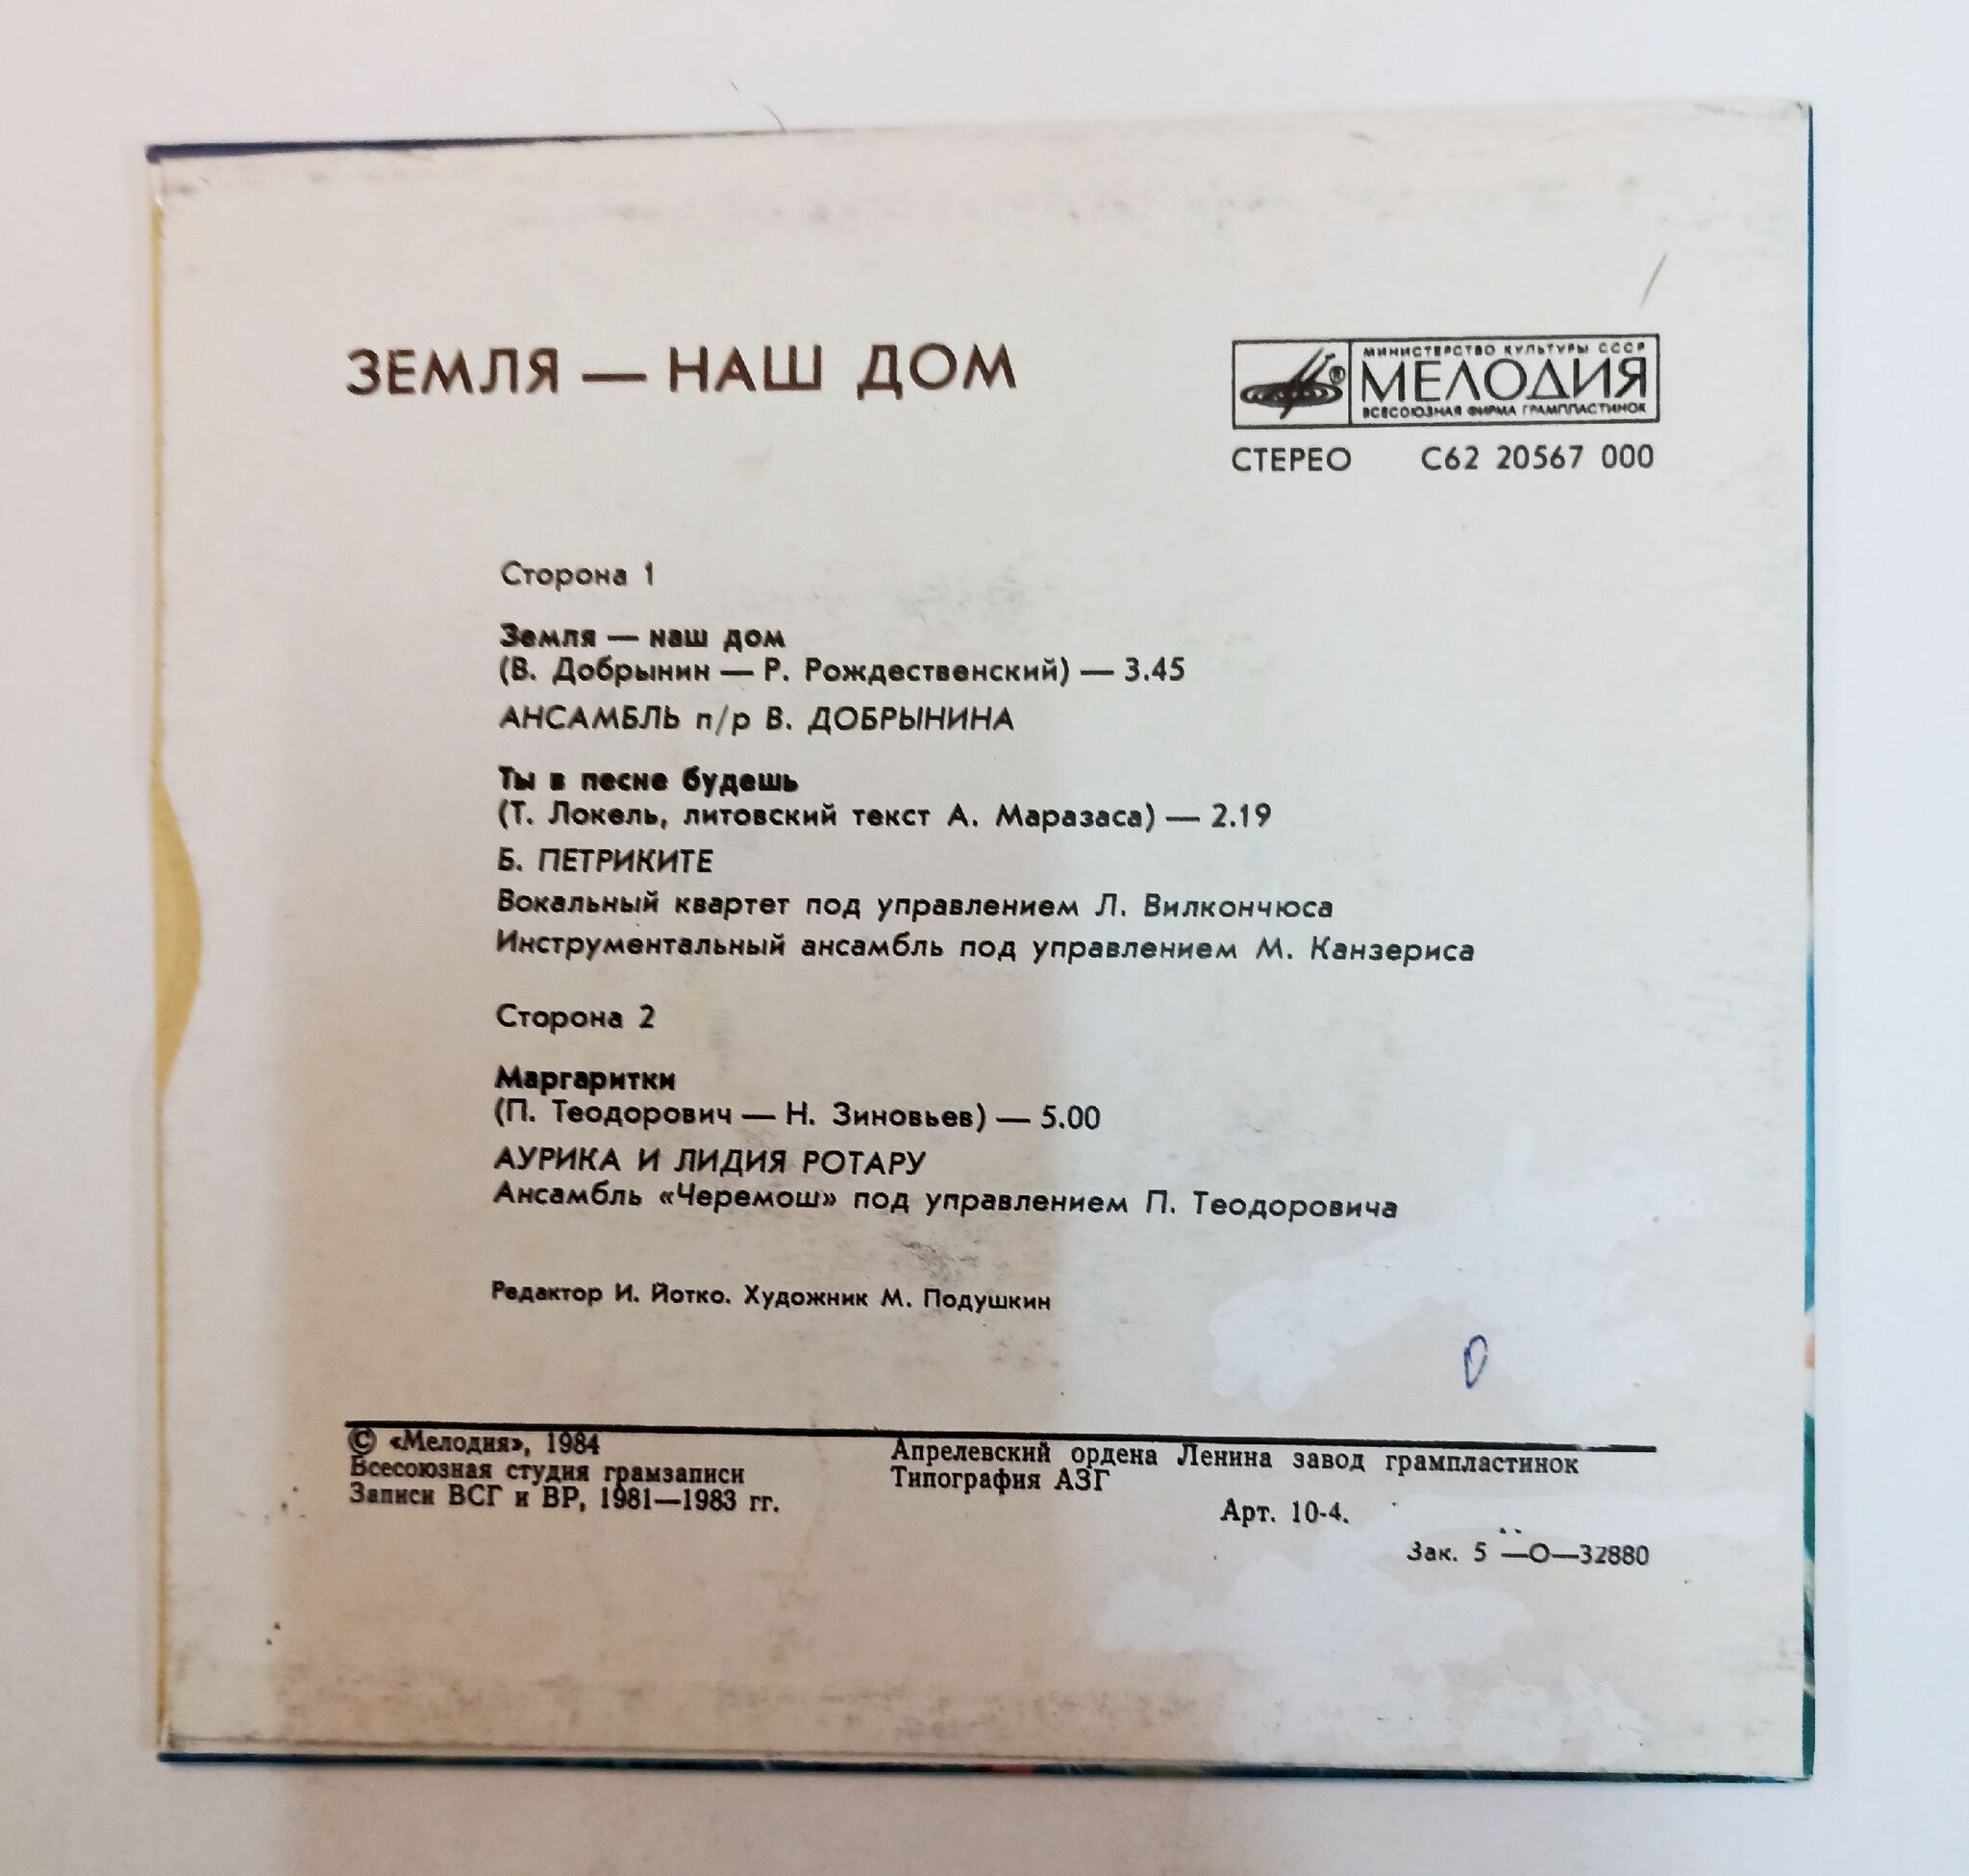 ЗЕМЛЯ — НАШ ДОМ
МИНИСТЕРСТВО КУЛЬТУРЫ СССР
МЕЛОДИЯ
ВСЕСОЮЗНАЯ ФИРМА ГРАМПЛАСТИНОК
®
СТЕРЕО С62 20567 000
Сторона 1
Земля — наш дом
(В. Добрынин — Р. Рождественский) — 3.45
АНСАМБЛЬ п/р В. ДОБРЫНИНА
Ты в песне будешь
(Т. Локель, литовский текст А. Маразаса) — 2.19
Б. ПЕТРИКИТЕ
Вокальный квартет под управлением Л. Вилкончюса
Инструментальный ансамбль под управлением М. Канзериса
Сторона 2
Маргаритки
(П. Теодорович — Н. Зиновьев) — 5.00
АУРИКА И ЛИДИЯ РОТАРУ
Ансамбль «Черемош» под управлением П. Теодоровича
Редактор И. Йотко. Художник М. Подушкин
© «Мелодия», 1984
Всесоюзная студия грамзаписи
Записи ВСГ и ВР, 1981—1983 гг.
Апрелевский ордена Ленина завод грампластинок
Типография АЗГ
Арт. 10-4.
Зак. 5 —О—32880